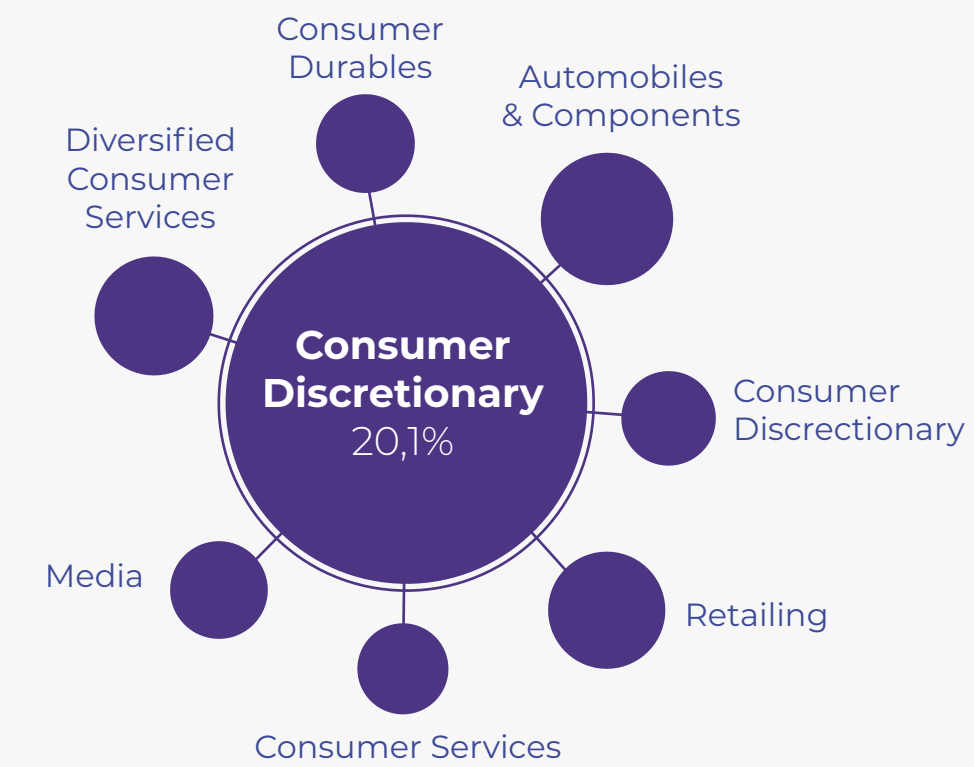 Consumer
Durables
Automobiles
& Components
Diversified
Consumer
Services
Consumer
Discretionary
20,1%
Consumer
Discrectionary
Media
Retailing
Consumer Services